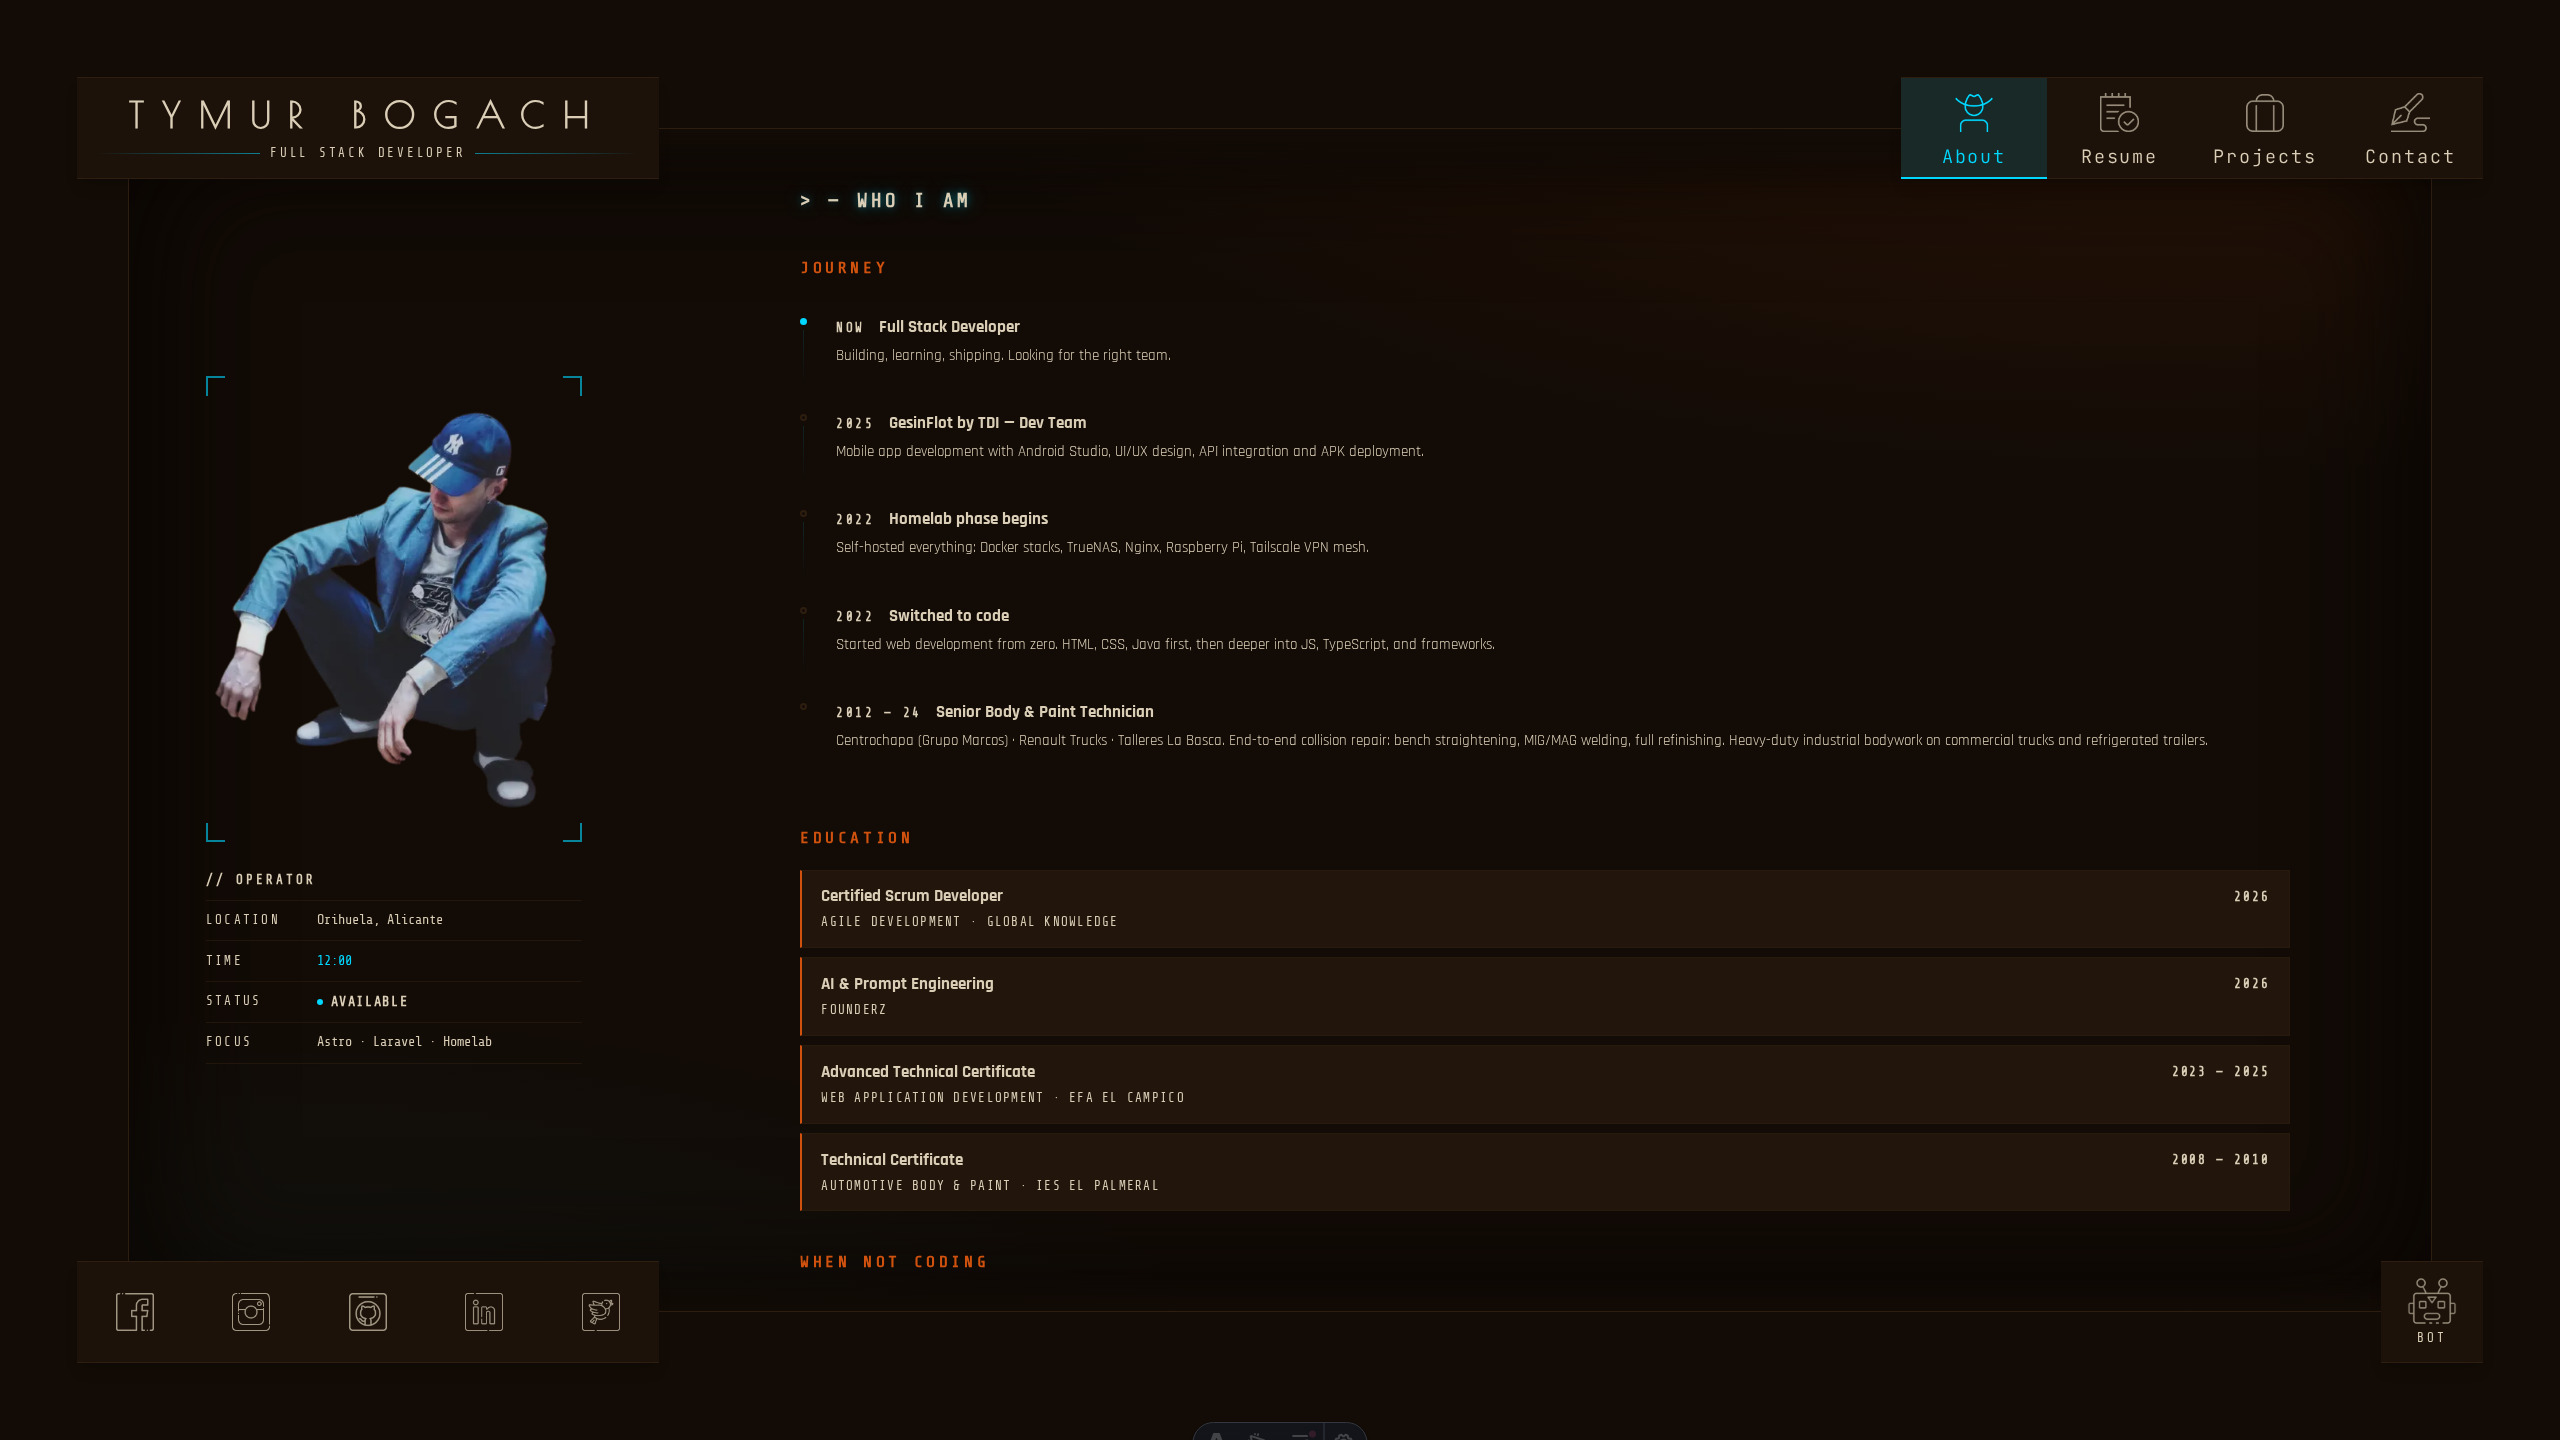 TYMUR BOGACH
FULL STACK DEVELOPER
About
Resume
Projects
Contact
> — WHO I AM
JOURNEY
NOW Full Stack Developer
Building, learning, shipping. Looking for the right team.
2025 GesinFlot by TDI — Dev Team
Mobile app development with Android Studio, UI/UX design, API integration and APK deployment.
2022 Homelab phase begins
Self-hosted everything: Docker stacks, TrueNAS, Nginx, Raspberry Pi, Tailscale VPN mesh.
2022 Switched to code
Started web development from zero. HTML, CSS, Java first, then deeper into JS, TypeScript, and frameworks.
2012 — 24 Senior Body & Paint Technician
Centrochapa (Grupo Marcos) · Renault Trucks · Talleres La Basca. End-to-end collision repair: bench straightening, MIG/MAG welding, full refinishing. Heavy-duty industrial bodywork on commercial trucks and refrigerated trailers.
// OPERATOR
LOCATION Orihuela, Alicante
TIME 12:00
STATUS AVAILABLE
FOCUS Astro · Laravel · Homelab
EDUCATION
Certified Scrum Developer 2026
AGILE DEVELOPMENT · GLOBAL KNOWLEDGE
AI & Prompt Engineering 2026
FOUNDERZ
Advanced Technical Certificate 2023 — 2025
WEB APPLICATION DEVELOPMENT · EFA EL CAMPICO
Technical Certificate 2008 — 2010
AUTOMOTIVE BODY & PAINT · IES EL PALMERAL
WHEN NOT CODING
BOT